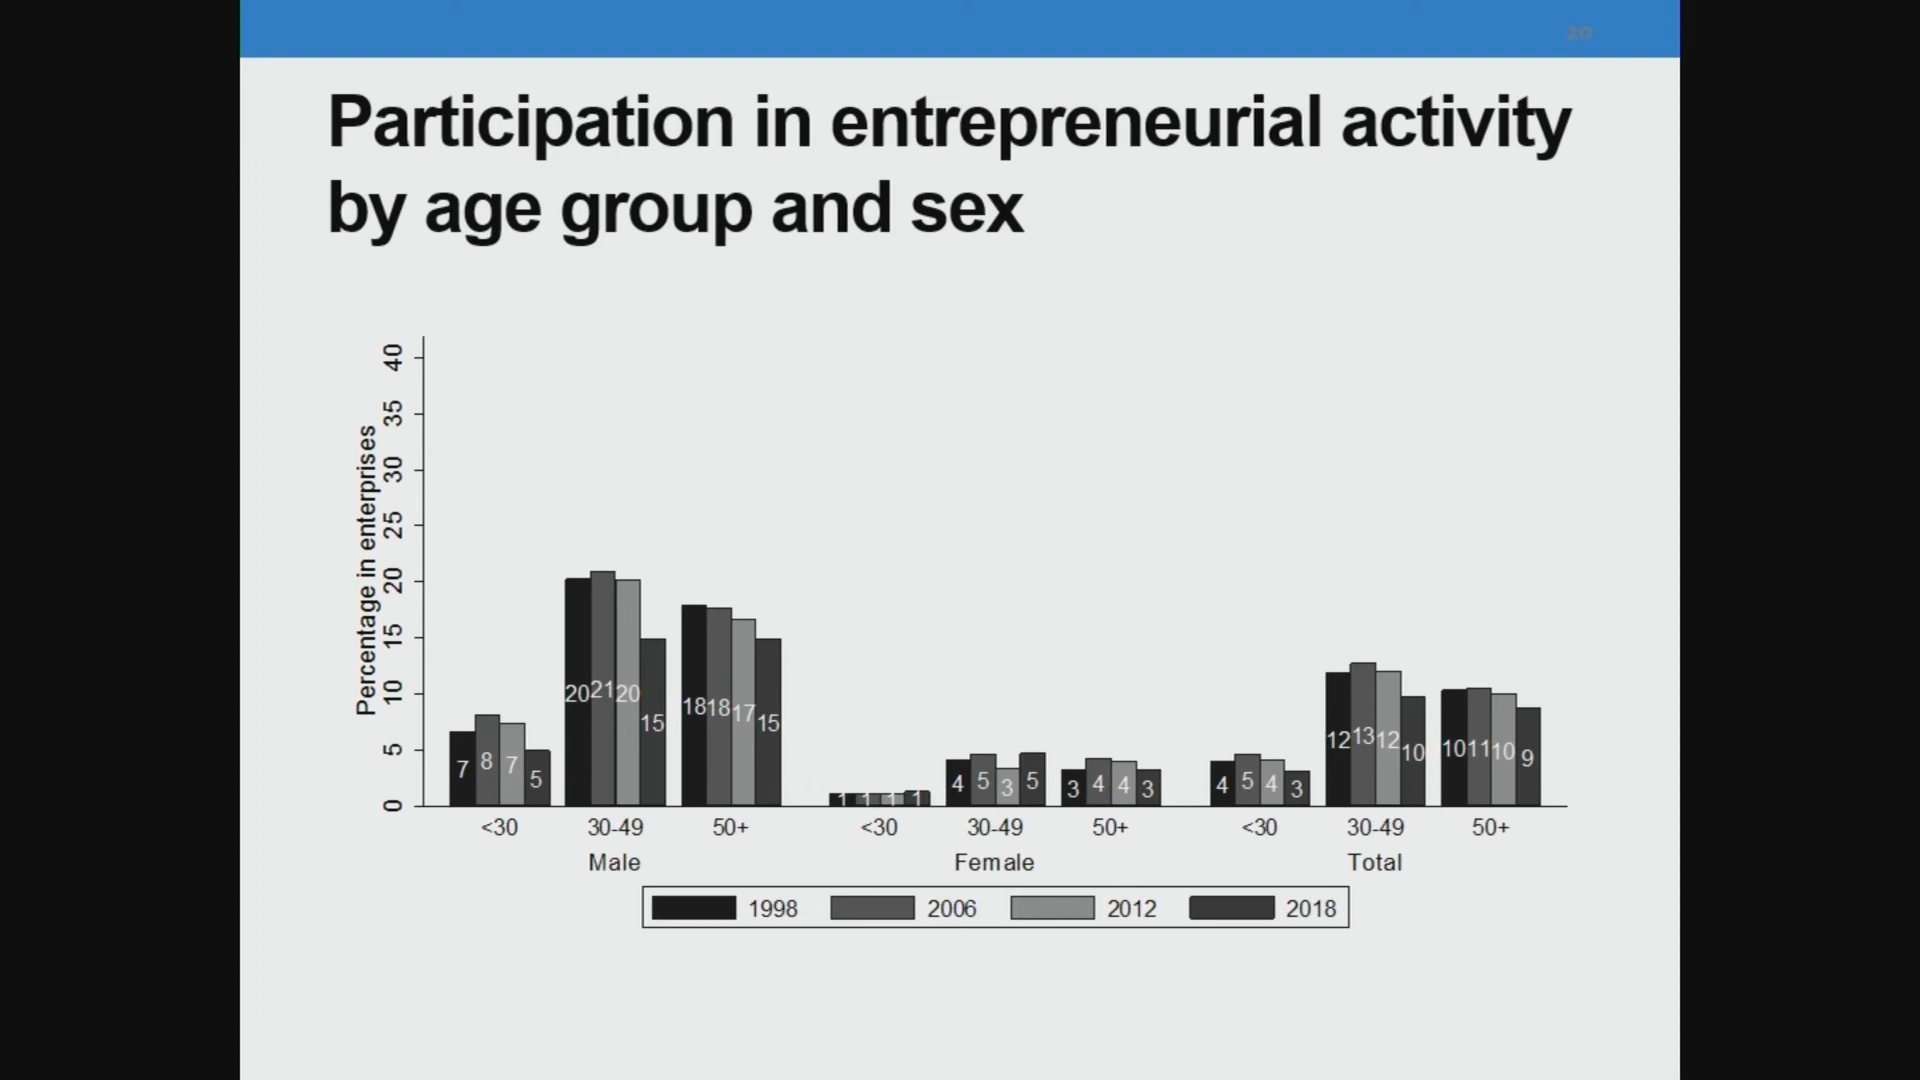 20
Participation in entrepreneurial activity
by age group and sex
Percentage in enterprises
40
35
30
25
20
15
10
5
0
7 8 7 5 20 21 20 15 18 18 17 15 1 1 1 1 4 5 3 5 3 4 4 3 4 5 4 3 12 13 12 10 10 11 10 9
<30 30-49 50+ <30 30-49 50+ <30 30-49 50+
Male Female Total
1998 2006 2012 2018